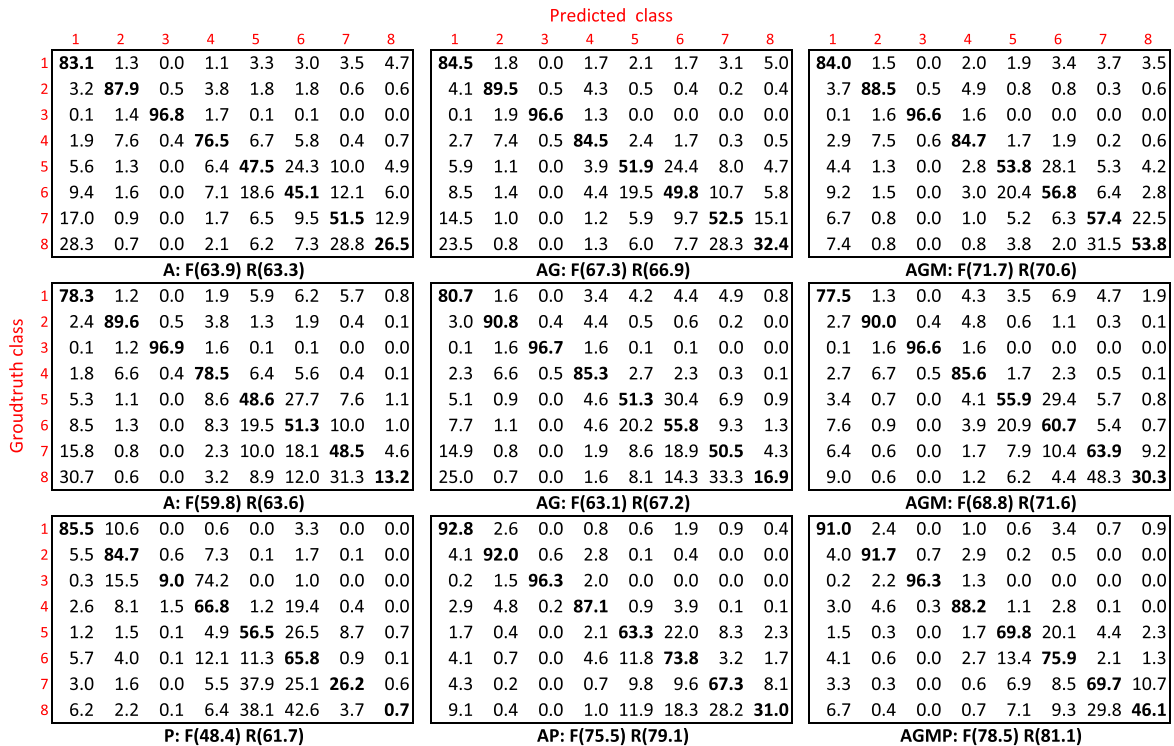 Predicted class
1 2 3 4 5 6 7 8 1 2 3 4 5 6 7 8 1 2 3 4 5 6 7 8
1 83.1 1.3 0.0 1.1 3.3 3.0 3.5 4.7 84.5 1.8 0.0 1.7 2.1 1.7 3.1 5.0 84.0 1.5 0.0 2.0 1.9 3.4 3.7 3.5
2 3.2 87.9 0.5 3.8 1.8 1.8 0.6 0.6 4.1 89.5 0.5 4.3 0.5 0.4 0.2 0.4 3.7 88.5 0.5 4.9 0.8 0.8 0.3 0.6
3 0.1 1.4 96.8 1.7 0.1 0.1 0.0 0.0 0.1 1.9 96.6 1.3 0.0 0.0 0.0 0.0 0.1 1.6 96.6 1.6 0.0 0.0 0.0 0.0
4 1.9 7.6 0.4 76.5 6.7 5.8 0.4 0.7 2.7 7.4 0.5 84.5 2.4 1.7 0.3 0.5 2.9 7.5 0.6 84.7 1.7 1.9 0.2 0.6
5 5.6 1.3 0.0 6.4 47.5 24.3 10.0 4.9 5.9 1.1 0.0 3.9 51.9 24.4 8.0 4.7 4.4 1.3 0.0 2.8 53.8 28.1 5.3 4.2
6 9.4 1.6 0.0 7.1 18.6 45.1 12.1 6.0 8.5 1.4 0.0 4.4 19.5 49.8 10.7 5.8 9.2 1.5 0.0 3.0 20.4 56.8 6.4 2.8
7 17.0 0.9 0.0 1.7 6.5 9.5 51.5 12.9 14.5 1.0 0.0 1.2 5.9 9.7 52.5 15.1 6.7 0.8 0.0 1.0 5.2 6.3 57.4 22.5
8 28.3 0.7 0.0 2.1 6.2 7.3 28.8 26.5 23.5 0.8 0.0 1.3 6.0 7.7 28.3 32.4 7.4 0.8 0.0 0.8 3.8 2.0 31.5 53.8
A: F(63.9) R(63.3) AG: F(67.3) R(66.9) AGM: F(71.7) R(70.6)
Groudtruth class
1 78.3 1.2 0.0 1.9 5.9 6.2 5.7 0.8 80.7 1.6 0.0 3.4 4.2 4.4 4.9 0.8 77.5 1.3 0.0 4.3 3.5 6.9 4.7 1.9
2 2.4 89.6 0.5 3.8 1.3 1.9 0.4 0.1 3.0 90.8 0.4 4.4 0.5 0.6 0.2 0.0 2.7 90.0 0.4 4.8 0.6 1.1 0.3 0.1
3 0.1 1.2 96.9 1.6 0.1 0.1 0.0 0.0 0.1 1.6 96.7 1.6 0.1 0.1 0.0 0.0 0.1 1.6 96.6 1.6 0.0 0.0 0.0 0.0
4 1.8 6.6 0.4 78.5 6.4 5.6 0.4 0.1 2.3 6.6 0.5 85.3 2.7 2.3 0.3 0.1 2.7 6.7 0.5 85.6 1.7 2.3 0.5 0.1
5 5.3 1.1 0.0 8.6 48.6 27.7 7.6 1.1 5.1 0.9 0.0 4.6 51.3 30.4 6.9 0.9 3.4 0.7 0.0 4.1 55.9 29.4 5.7 0.8
6 8.5 1.3 0.0 8.3 19.5 51.3 10.0 1.0 7.7 1.1 0.0 4.6 20.2 55.8 9.3 1.3 7.6 0.9 0.0 3.9 20.9 60.7 5.4 0.7
7 15.8 0.8 0.0 2.3 10.0 18.1 48.5 4.6 14.9 0.8 0.0 1.9 8.6 18.9 50.5 4.3 6.4 0.6 0.0 1.7 7.9 10.4 63.9 9.2
8 30.7 0.6 0.0 3.2 8.9 12.0 31.3 13.2 25.0 0.7 0.0 1.6 8.1 14.3 33.3 16.9 9.0 0.6 0.0 1.2 6.2 4.4 48.3 30.3
A: F(59.8) R(63.6) AG: F(63.1) R(67.2) AGM: F(68.8) R(71.6)
1 85.5 10.6 0.0 0.6 0.0 3.3 0.0 0.0 92.8 2.6 0.0 0.8 0.6 1.9 0.9 0.4 91.0 2.4 0.0 1.0 0.6 3.4 0.7 0.9
2 5.5 84.7 0.6 7.3 0.1 1.7 0.1 0.0 4.1 92.0 0.6 2.8 0.1 0.4 0.0 0.0 4.0 91.7 0.7 2.9 0.2 0.5 0.0 0.0
3 0.3 15.5 9.0 74.2 0.0 1.0 0.0 0.0 0.2 1.5 96.3 2.0 0.0 0.0 0.0 0.0 0.2 2.2 96.3 1.3 0.0 0.0 0.0 0.0
4 2.6 8.1 1.5 66.8 1.2 19.4 0.4 0.0 2.9 4.8 0.2 87.1 0.9 3.9 0.1 0.1 3.0 4.6 0.3 88.2 1.1 2.8 0.1 0.0
5 1.2 1.5 0.1 4.9 56.5 26.5 8.7 0.7 1.7 0.4 0.0 2.1 63.3 22.0 8.3 2.3 1.5 0.3 0.0 1.7 69.8 20.1 4.4 2.3
6 5.7 4.0 0.1 12.1 11.3 65.8 0.9 0.1 4.1 0.7 0.0 4.6 11.8 73.8 3.2 1.7 4.1 0.6 0.0 2.7 13.4 75.9 2.1 1.3
7 3.0 1.6 0.0 5.5 37.9 25.1 26.2 0.6 4.3 0.2 0.0 0.7 9.8 9.6 67.3 8.1 3.3 0.3 0.0 0.6 6.9 8.5 69.7 10.7
8 6.2 2.2 0.1 6.4 38.1 42.6 3.7 0.7 9.1 0.4 0.0 1.0 11.9 18.3 28.2 31.0 6.7 0.4 0.0 0.7 7.1 9.3 29.8 46.1
P: F(48.4) R(61.7) AP: F(75.5) R(79.1) AGMP: F(78.5) R(81.1)